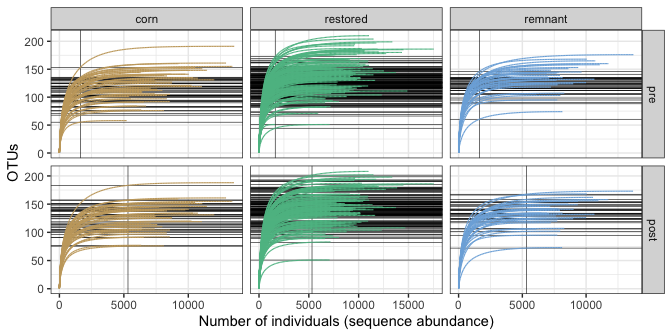 corn restored remnant
OTUs
200
150
100
50
0
pre
200
150
100
50
0
post
0 5000 10000 0 5000 10000 15000 0 5000 10000
Number of individuals (sequence abundance)